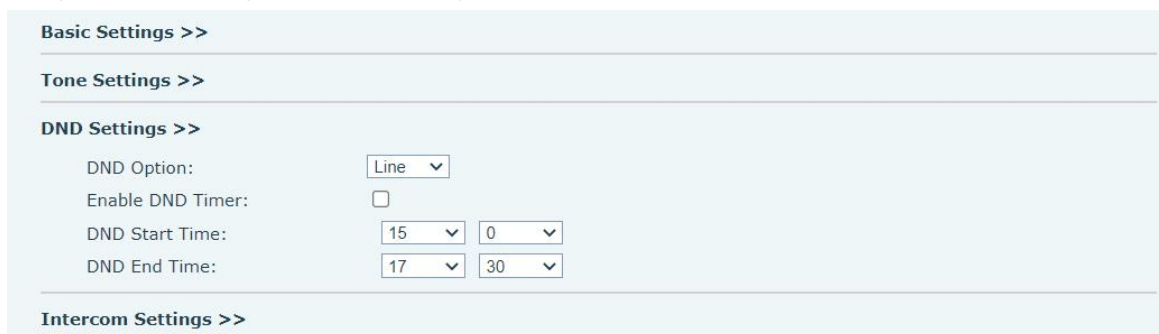 Basic Settings >>
Tone Settings >>
DND Settings >>
DND Option: Line
Enable DND Timer:
DND Start Time: 15 0
DND End Time: 17 30
Intercom Settings >>